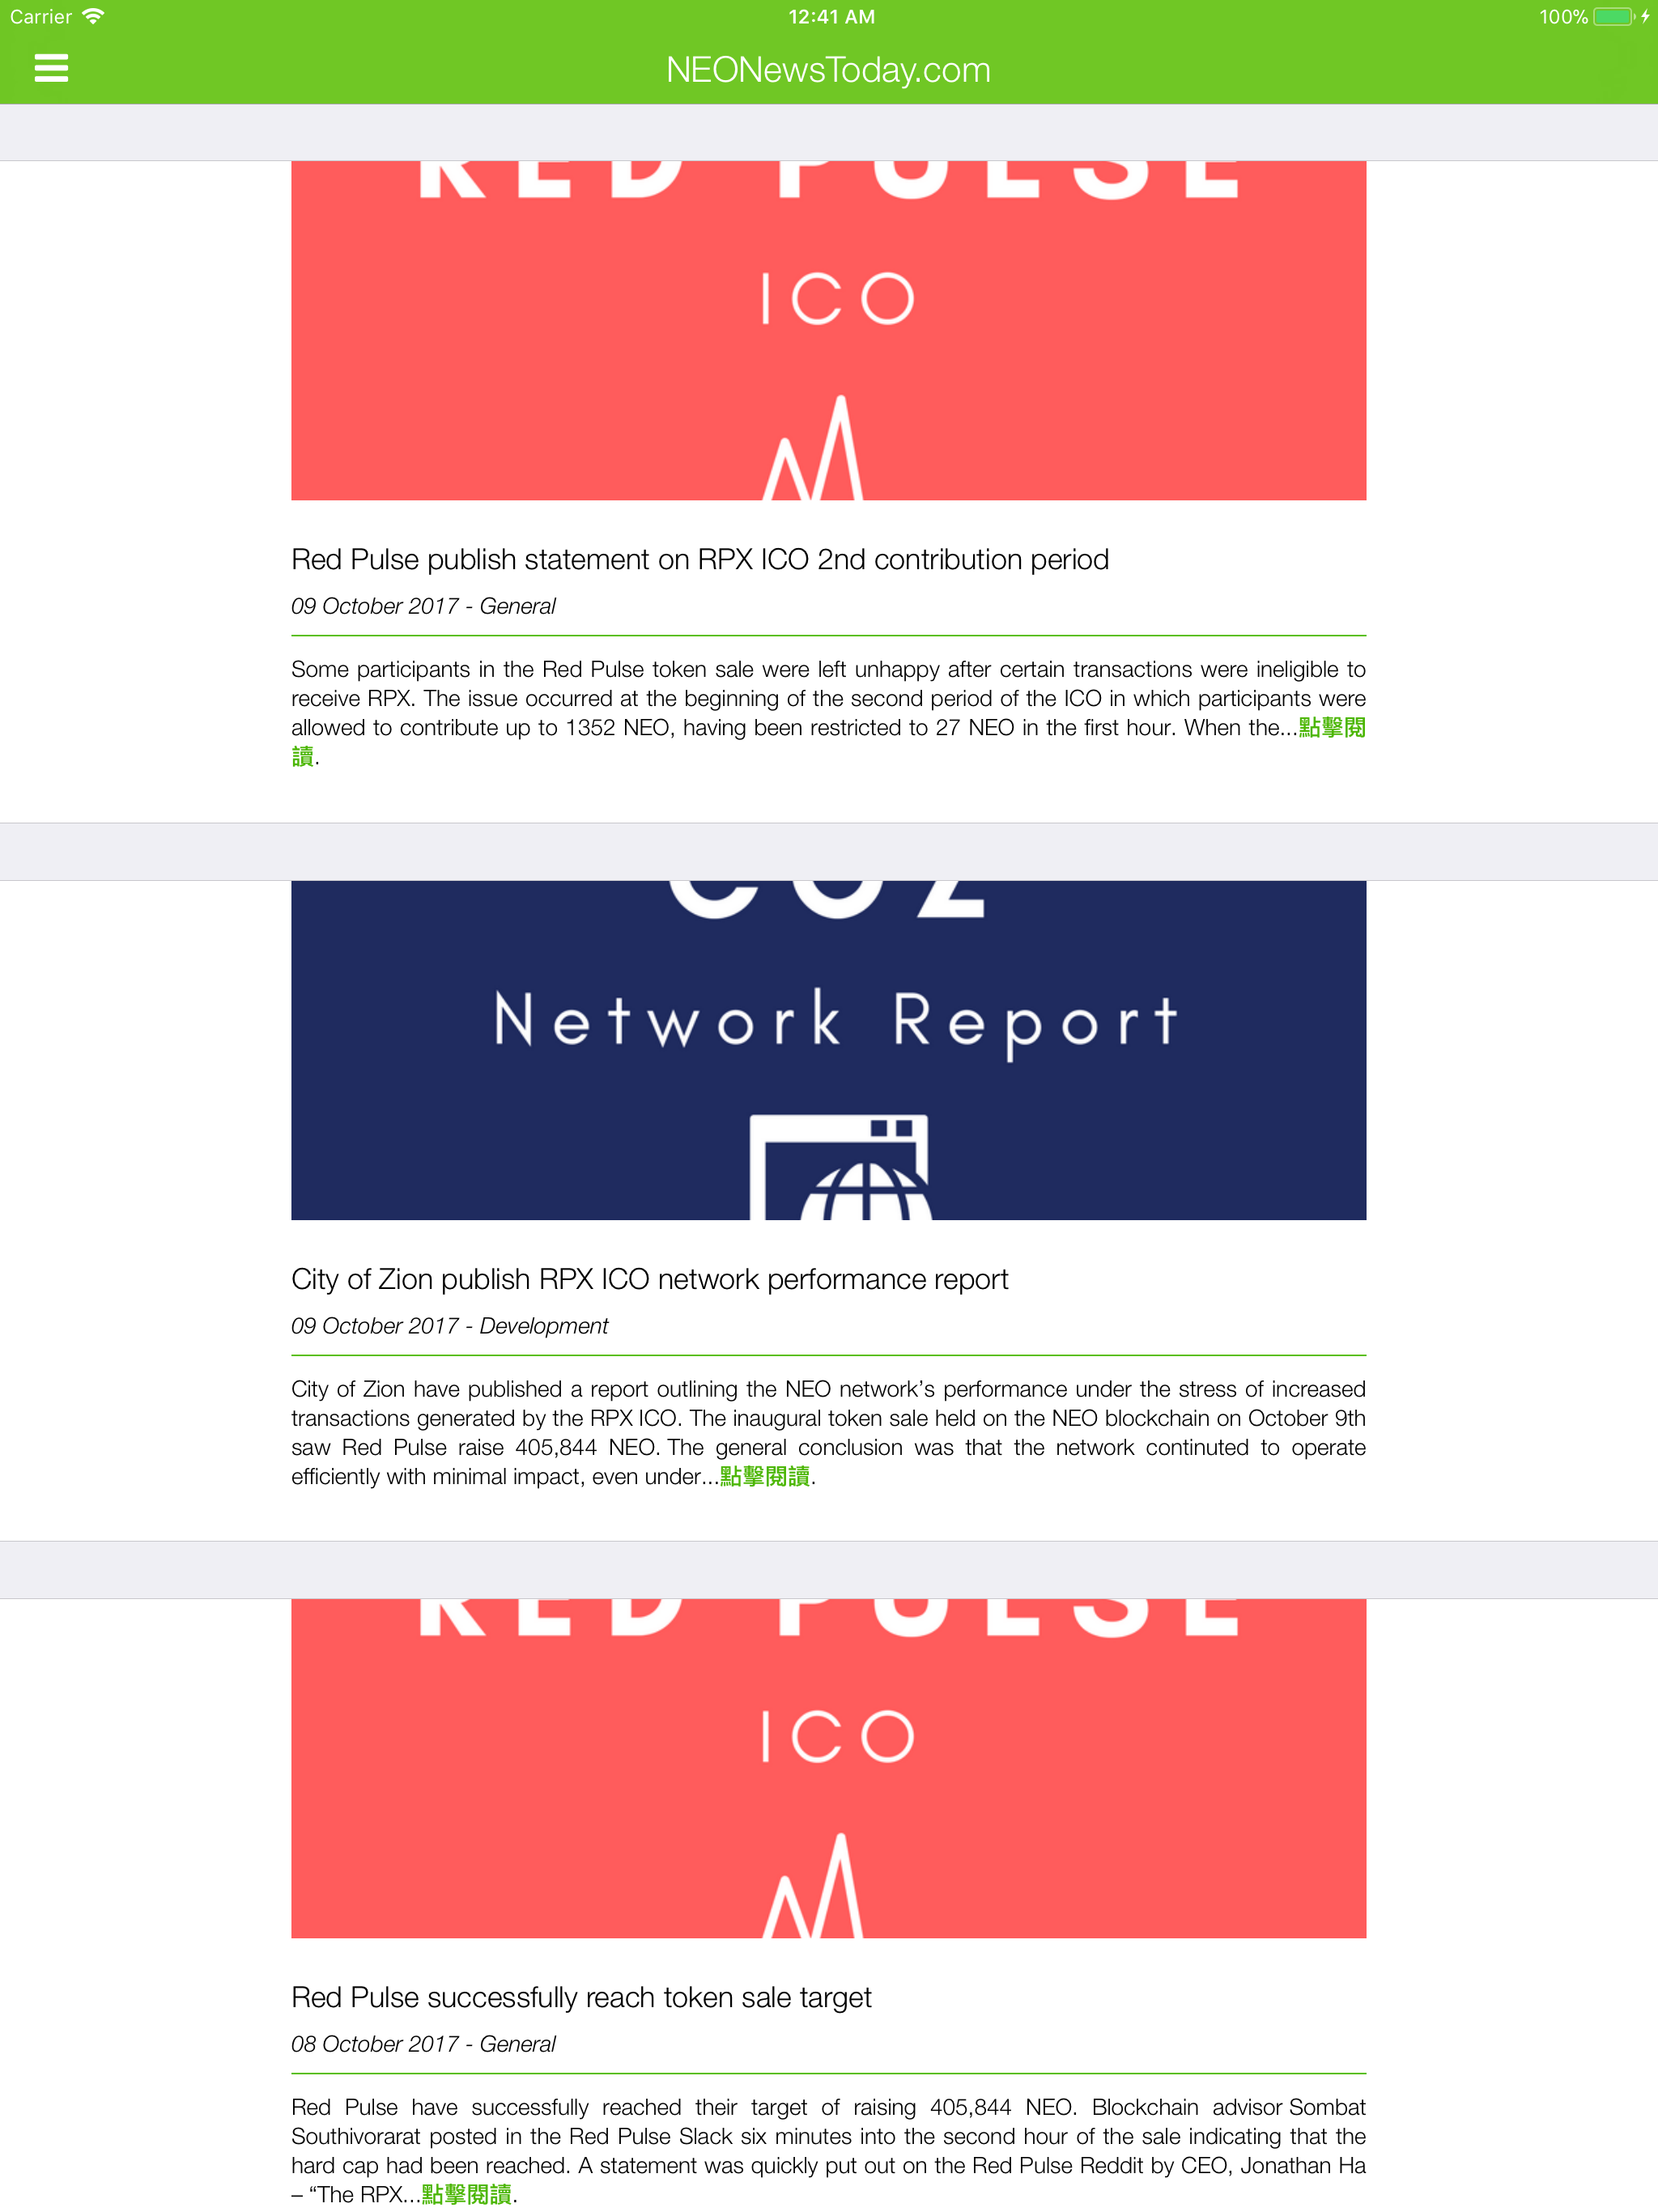 Carrier
12:41 AM
100%
NEONewsToday.com
RED PULSE
ICO
Red Pulse publish statement on RPX ICO 2nd contribution period
09 October 2017 - General
Some participants in the Red Pulse token sale were left unhappy after certain transactions were ineligible to
receive RPX. The issue occurred at the beginning of the second period of the ICO in which participants were
allowed to contribute up to 1352 NEO, having been restricted to 27 NEO in the first hour. When the...點擊閱
讀.
COZ
Network Report
City of Zion publish RPX ICO network performance report
09 October 2017 - Development
City of Zion have published a report outlining the NEO network’s performance under the stress of increased
transactions generated by the RPX ICO. The inaugural token sale held on the NEO blockchain on October 9th
saw Red Pulse raise 405,844 NEO. The general conclusion was that the network continuted to operate
efficiently with minimal impact, even under...點擊閱讀.
RED PULSE
ICO
Red Pulse successfully reach token sale target
08 October 2017 - General
Red Pulse have successfully reached their target of raising 405,844 NEO. Blockchain advisor Sombat
Southivorarat posted in the Red Pulse Slack six minutes into the second hour of the sale indicating that the
hard cap had been reached. A statement was quickly put out on the Red Pulse Reddit by CEO, Jonathan Ha
– “The RPX...點擊閱讀.